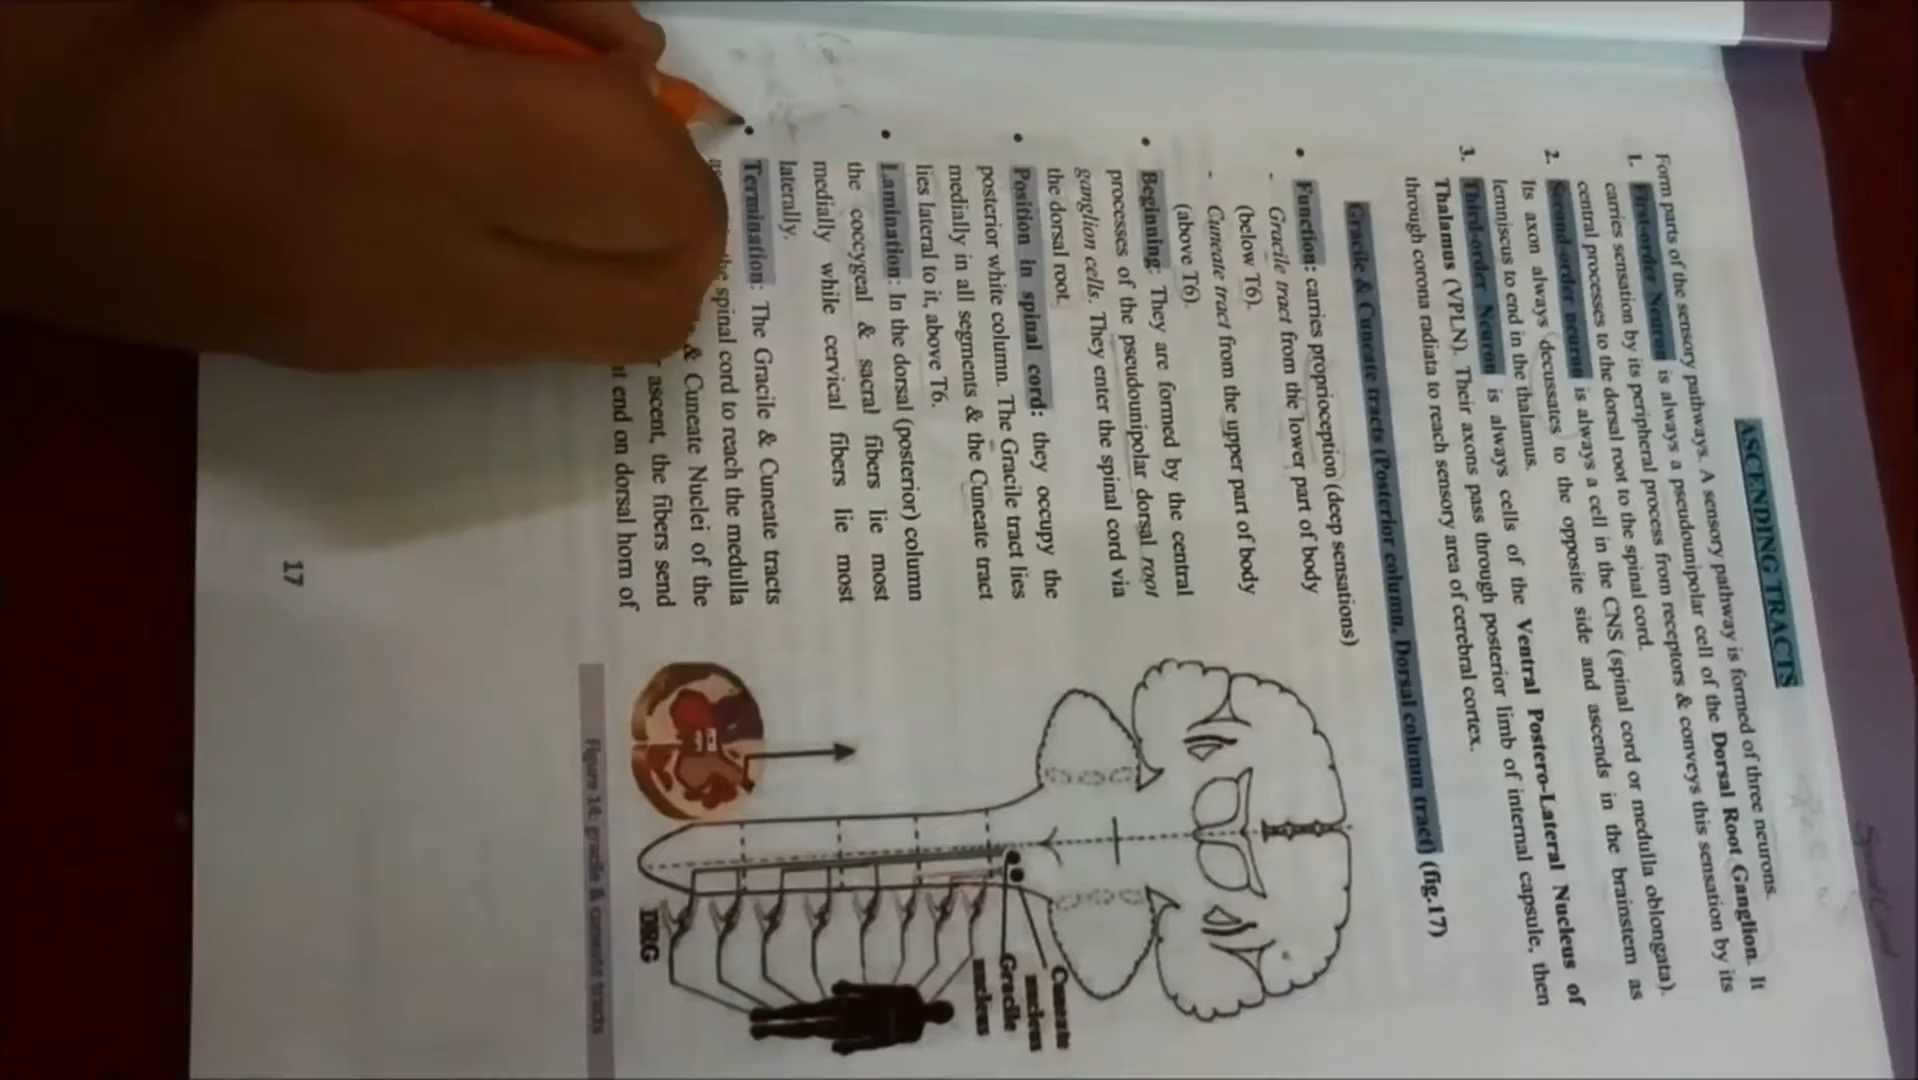 ASCENDING TRACTS
Form parts of the sensory pathways. A sensory pathway is formed of three neurons.
1. First-order Neuron is always a pseudounipolar cell of the Dorsal Root Ganglion. It
carries sensation by its peripheral process from receptors & conveys this sensation by its
central processes to the dorsal root to the spinal cord.
2. Second-order neuron is always a cell in the CNS (spinal cord or medulla oblongata).
Its axon always decussates to the opposite side and ascends in the brainstem as
lemniscus to end in the thalamus.
3. Third-order Neuron is always cells of the Ventral Postero-Lateral Nucleus of
Thalamus (VPLN). Their axons pass through posterior limb of internal capsule, then
through corona radiata to reach sensory area of cerebral cortex.
Gracile & Cuneate tracts (Posterior column, Dorsal column tract) (fig.17)
• Function: carries proprioception (deep sensations)
- Gracile tract from the lower part of body
(below T6).
- Cuneate tract from the upper part of body
(above T6).
• Beginning: They are formed by the central
processes of the pseudounipolar dorsal root
ganglion cells. They enter the spinal cord via
the dorsal root.
• Position in spinal cord: they occupy the
posterior white column. The Gracile tract lies
medially in all segments & the Cuneate tract
lies lateral to it, above T6.
• Lamination: In the dorsal (posterior) column
the coccygeal & sacral fibers lie most
medially while cervical fibers lie most
laterally.
• Termination: The Gracile & Cuneate tracts
the spinal cord to reach the medulla
& Cuneate Nuclei of the
ascent, the fibers send
end on dorsal horn of
Cuneate
nucleus
Gracile
nucleus
DRG
Figure 14: gracile & cuneate tracts
17